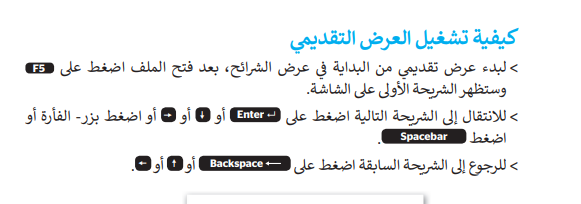 كيفية تشغيل العرض التقديمي
> لبدء عرض تقديمي من البداية في عرض الشرائح، بعد فتح الملف اضغط على F5
وستظهر الشريحة الأولى على الشاشة.
> للانتقال إلى الشريحة التالية اضغط على Enter ↵ أو ↓ أو → أو اضغط بزر- الفأرة أو
اضغط Spacebar.
> للرجوع إلى الشريحة السابقة اضغط على Backspace ⟵ أو ↑ أو ←.